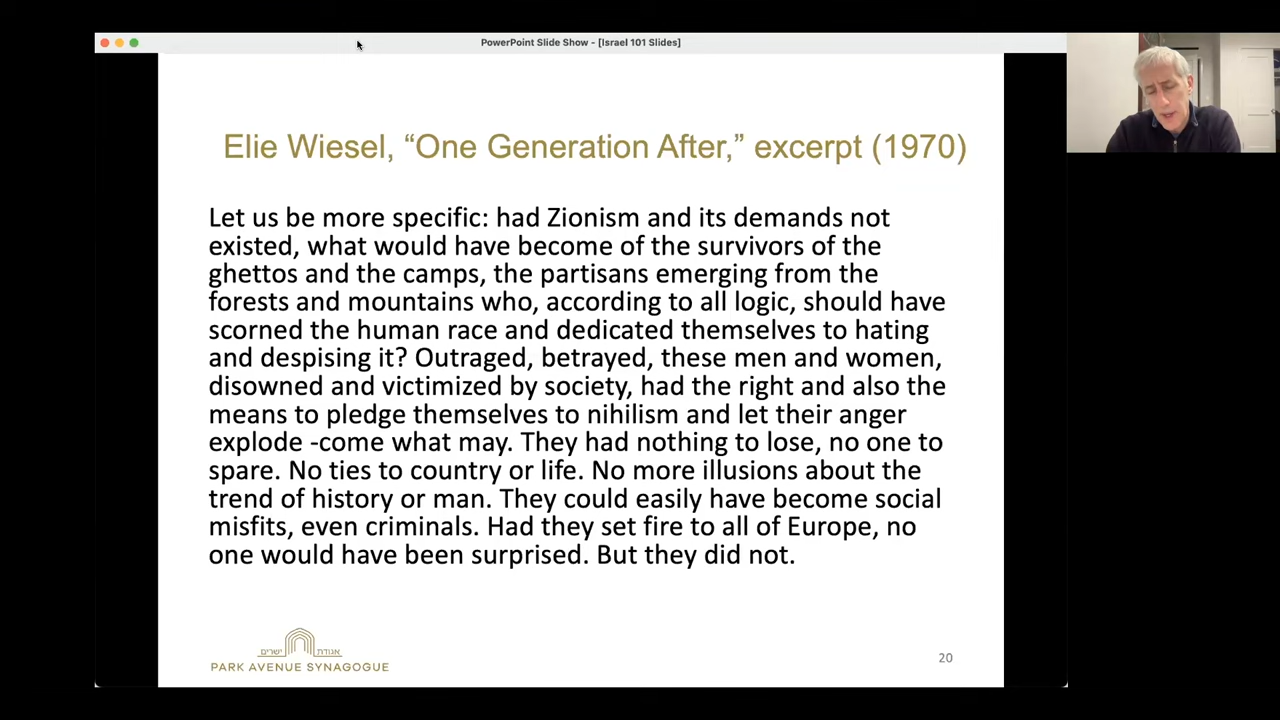 PowerPoint Slide Show - [Israel 101 Slides]
Elie Wiesel, “One Generation After,” excerpt (1970)
Let us be more specific: had Zionism and its demands not
existed, what would have become of the survivors of the
ghettos and the camps, the partisans emerging from the
forests and mountains who, according to all logic, should have
scorned the human race and dedicated themselves to hating
and despising it? Outraged, betrayed, these men and women,
disowned and victimized by society, had the right and also the
means to pledge themselves to nihilism and let their anger
explode -come what may. They had nothing to lose, no one to
spare. No ties to country or life. No more illusions about the
trend of history or man. They could easily have become social
misfits, even criminals. Had they set fire to all of Europe, no
one would have been surprised. But they did not.
אגודת ישרים
PARK AVENUE SYNAGOGUE
20